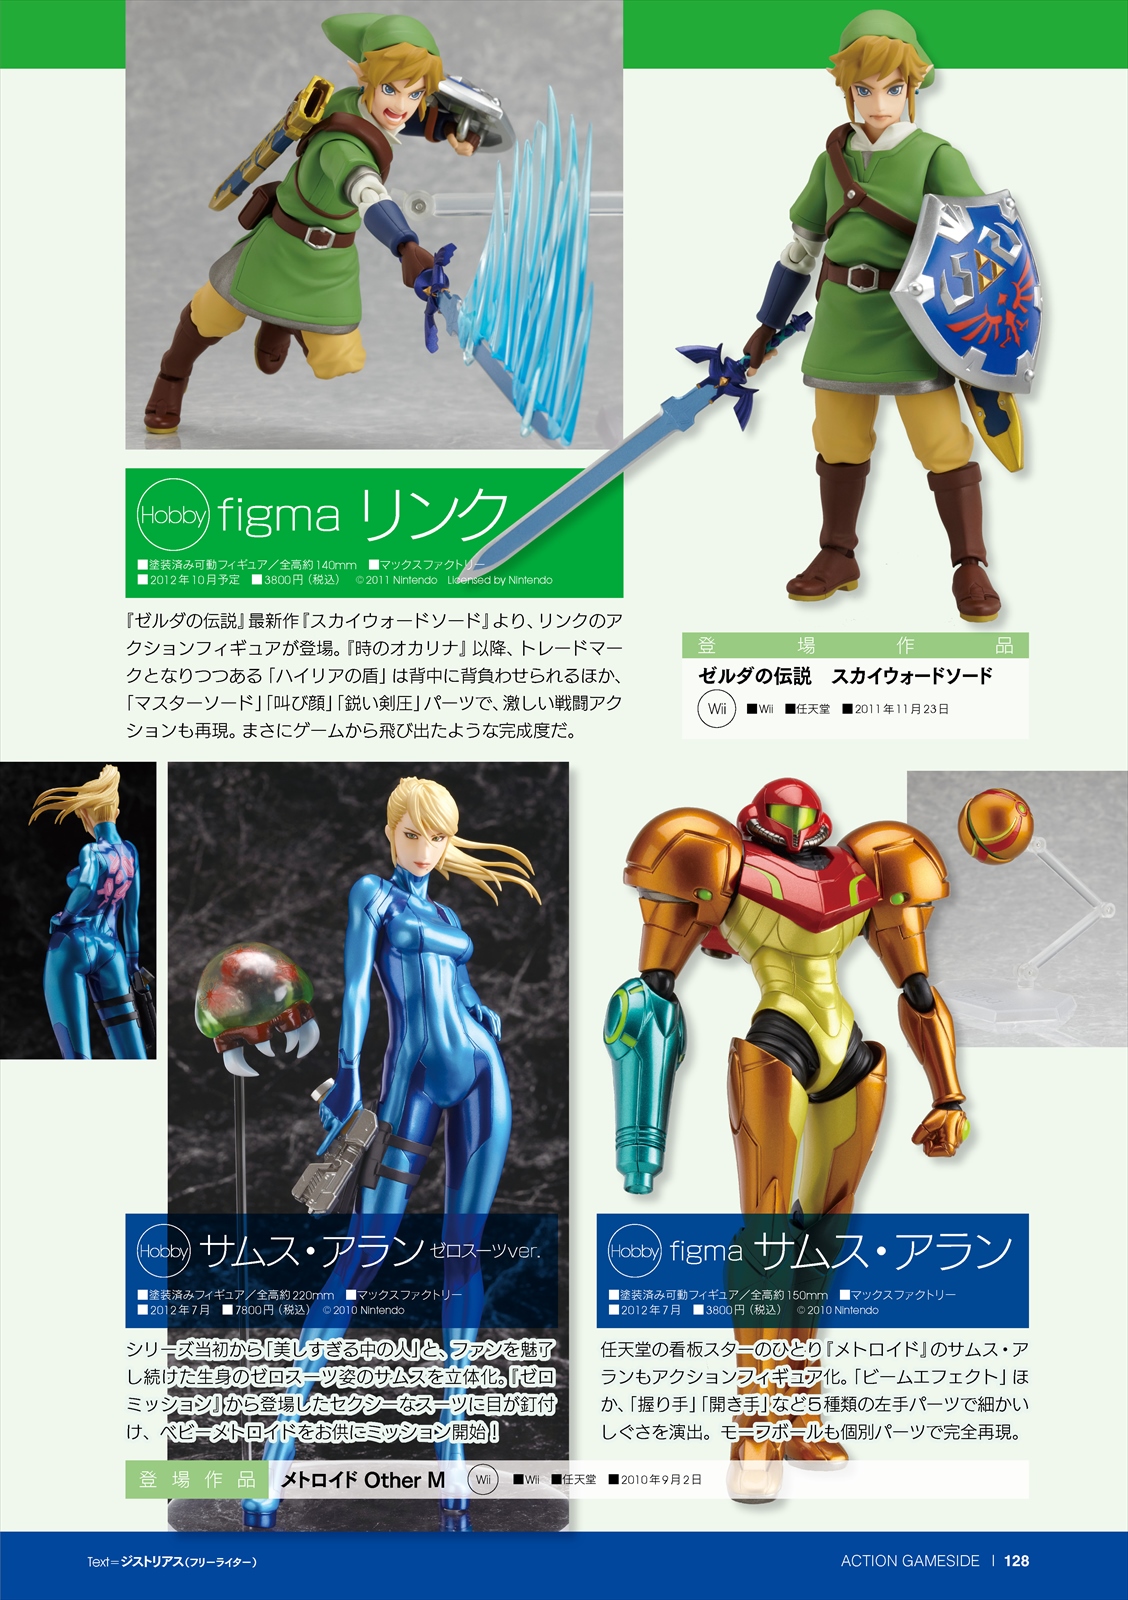 Hobby figma リンク
■塗装済み可動フィギュア／全高約140mm ■マックスファクトリー
■2012年10月予定 ■3800円（税込） ©2011 Nintendo Licensed by Nintendo
『ゼルダの伝説』最新作『スカイウォードソード』より、リンクのア
クションフィギュアが登場。『時のオカリナ』以降、トレードマー
クとなりつつある「ハイリアの盾」は背中に背負わせられるほか、
「マスターソード」「叫び顔」「鋭い剣圧」パーツで、激しい戦闘アク
ションも再現。まさにゲームから飛び出たような完成度だ。
登場作品
ゼルダの伝説 スカイウォードソード
Wii ■Wii ■任天堂 ■2011年11月23日
Hobby サムス・アラン ゼロスーツver.
■塗装済みフィギュア／全高約220mm ■マックスファクトリー
■2012年7月 ■7800円（税込） ©2010 Nintendo
シリーズ当初から「美しすぎる中の人」と、ファンを魅了
し続けた生身のゼロスーツ姿のサムスを立体化。『ゼロ
ミッション』から登場したセクシーなスーツに目が釘付
け、ベビーメトロイドをお供にミッション開始！
Hobby figma サムス・アラン
■塗装済み可動フィギュア／全高約150mm ■マックスファクトリー
■2012年7月 ■3800円（税込） ©2010 Nintendo
任天堂の看板スターのひとり『メトロイド』のサムス・ア
ランもアクションフィギュア化。「ビームエフェクト」ほ
か、「握り手」「開き手」など5種類の左手パーツで細かい
しぐさを演出。モーフボールも個別パーツで完全再現。
登場作品 メトロイド Other M Wii ■Wii ■任天堂 ■2010年9月2日
Text＝ジストリアス（フリーライター）
ACTION GAMESIDE | 128